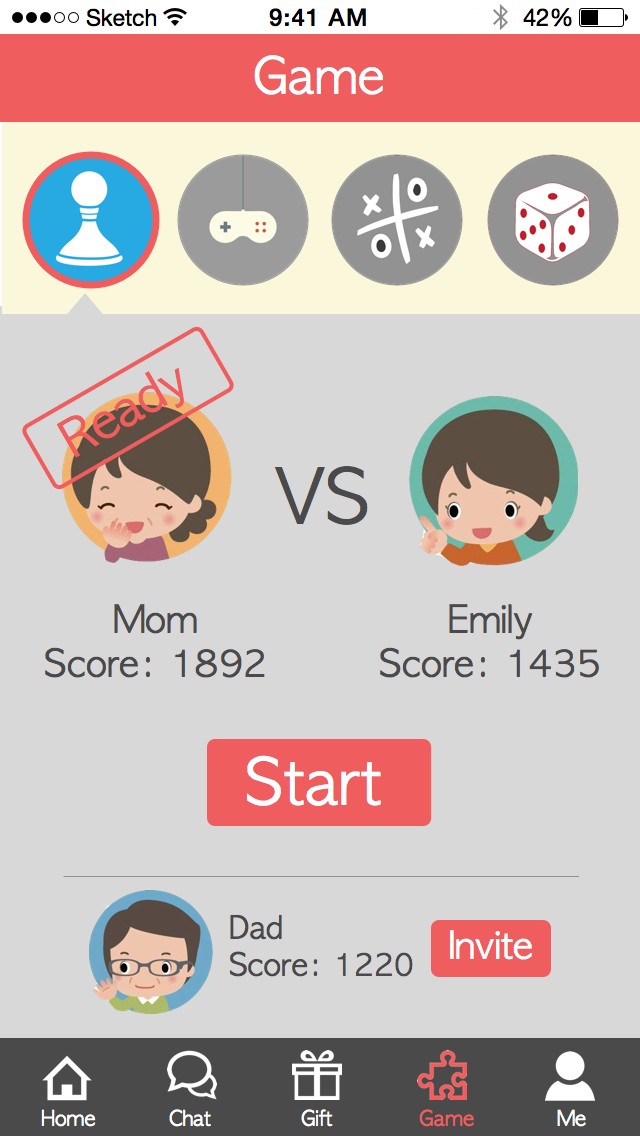 Sketch 9:41 AM 42%
Game
Ready
VS
Mom Emily
Score: 1892 Score: 1435
Start
Dad
Score: 1220
Invite
Home Chat Gift Game Me